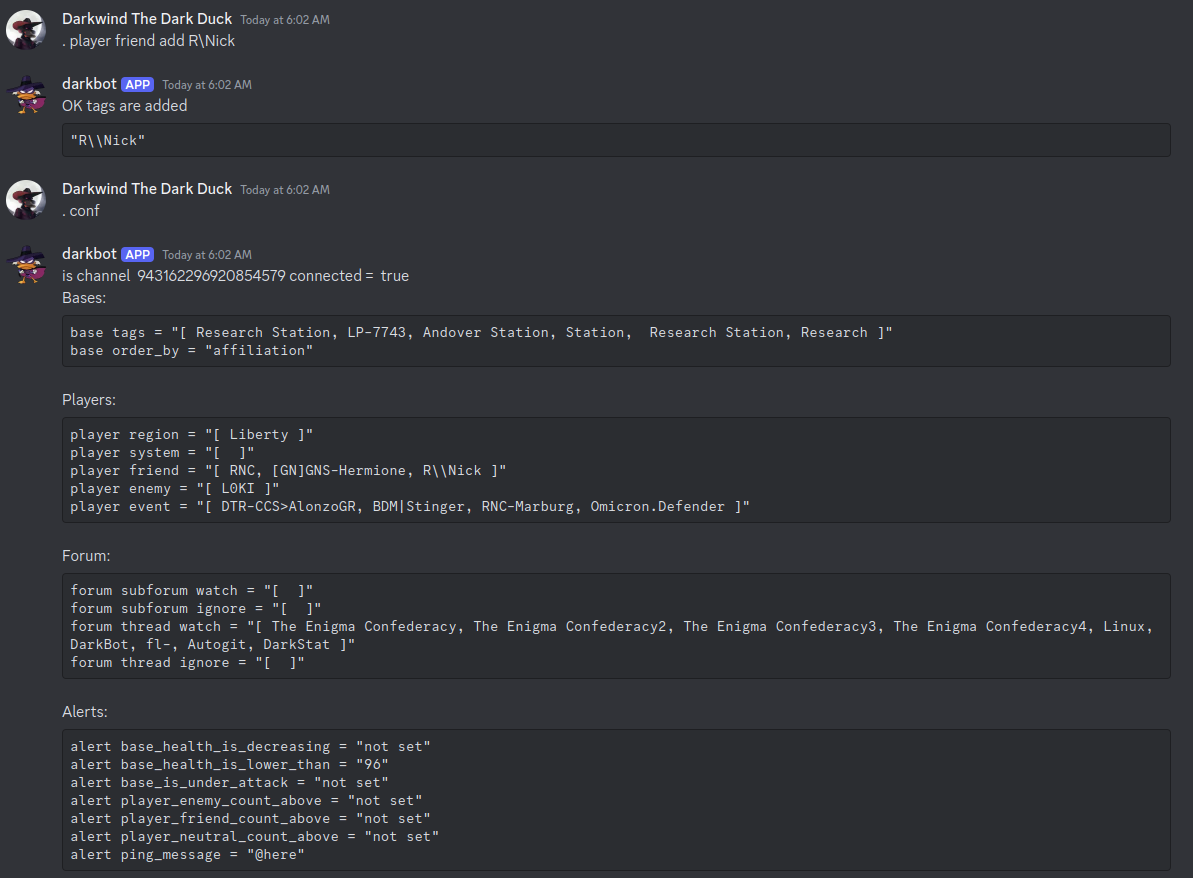 Darkwind The Dark Duck Today at 6:02 AM
. player friend add R\Nick
darkbot APP Today at 6:02 AM
OK tags are added
"R\\Nick"
Darkwind The Dark Duck Today at 6:02 AM
. conf
darkbot APP Today at 6:02 AM
is channel  943162296920854579 connected =  true
Bases:
base tags = "[ Research Station, LP-7743, Andover Station, Station,  Research Station, Research ]"
base order_by = "affiliation"
Players:
player region = "[ Liberty ]"
player system = "[  ]"
player friend = "[ RNC, [GN]GNS-Hermione, R\\Nick ]"
player enemy = "[ L0KI ]"
player event = "[ DTR-CCS>AlonzoGR, BDM|Stinger, RNC-Marburg, Omicron.Defender ]"
Forum:
forum subforum watch = "[  ]"
forum subforum ignore = "[  ]"
forum thread watch = "[ The Enigma Confederacy, The Enigma Confederacy2, The Enigma Confederacy3, The Enigma Confederacy4, Linux,
DarkBot, fl-, Autogit, DarkStat ]"
forum thread ignore = "[  ]"
Alerts:
alert base_health_is_decreasing = "not set"
alert base_health_is_lower_than = "96"
alert base_is_under_attack = "not set"
alert player_enemy_count_above = "not set"
alert player_friend_count_above = "not set"
alert player_neutral_count_above = "not set"
alert ping_message = "@here"